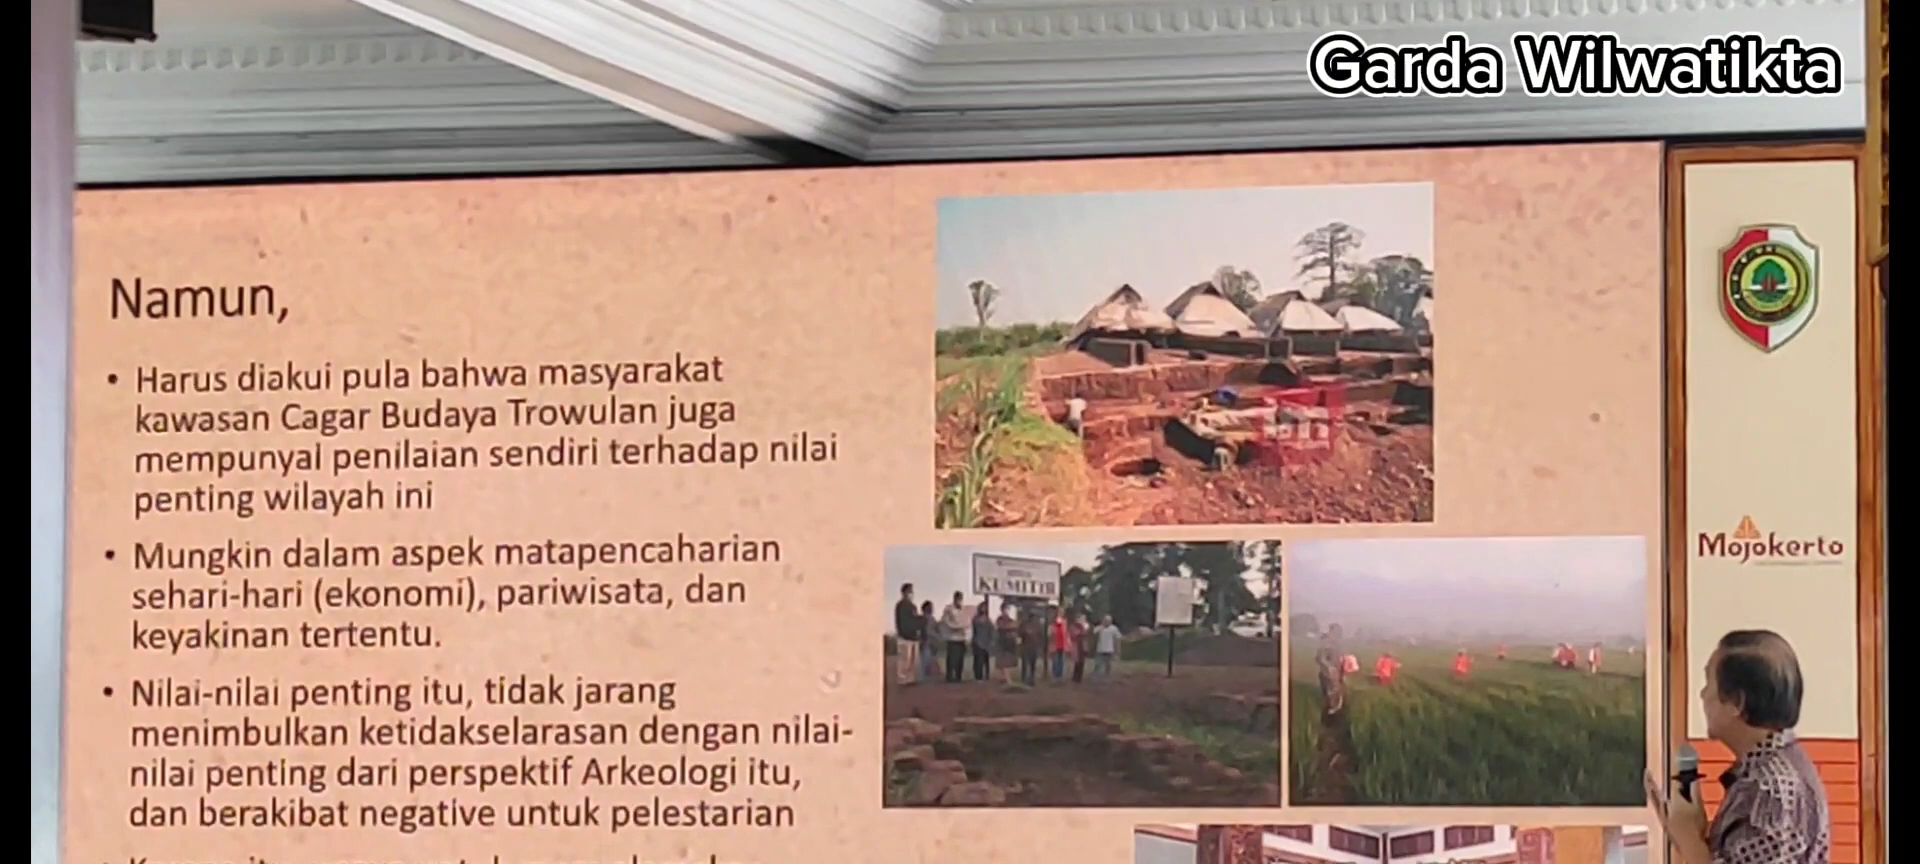 Garda Wilwatikta
Namun,
• Harus diakui pula bahwa masyarakat
kawasan Cagar Budaya Trowulan juga
mempunyai penilaian sendiri terhadap nilai
penting wilayah ini
• Mungkin dalam aspek matapencaharian
sehari-hari (ekonomi), pariwisata, dan
keyakinan tertentu.
• Nilai-nilai penting itu, tidak jarang
menimbulkan ketidakselarasan dengan nilai-
nilai penting dari perspektif Arkeologi itu,
dan berakibat negative untuk pelestarian
KUMITIR
Mojokerto